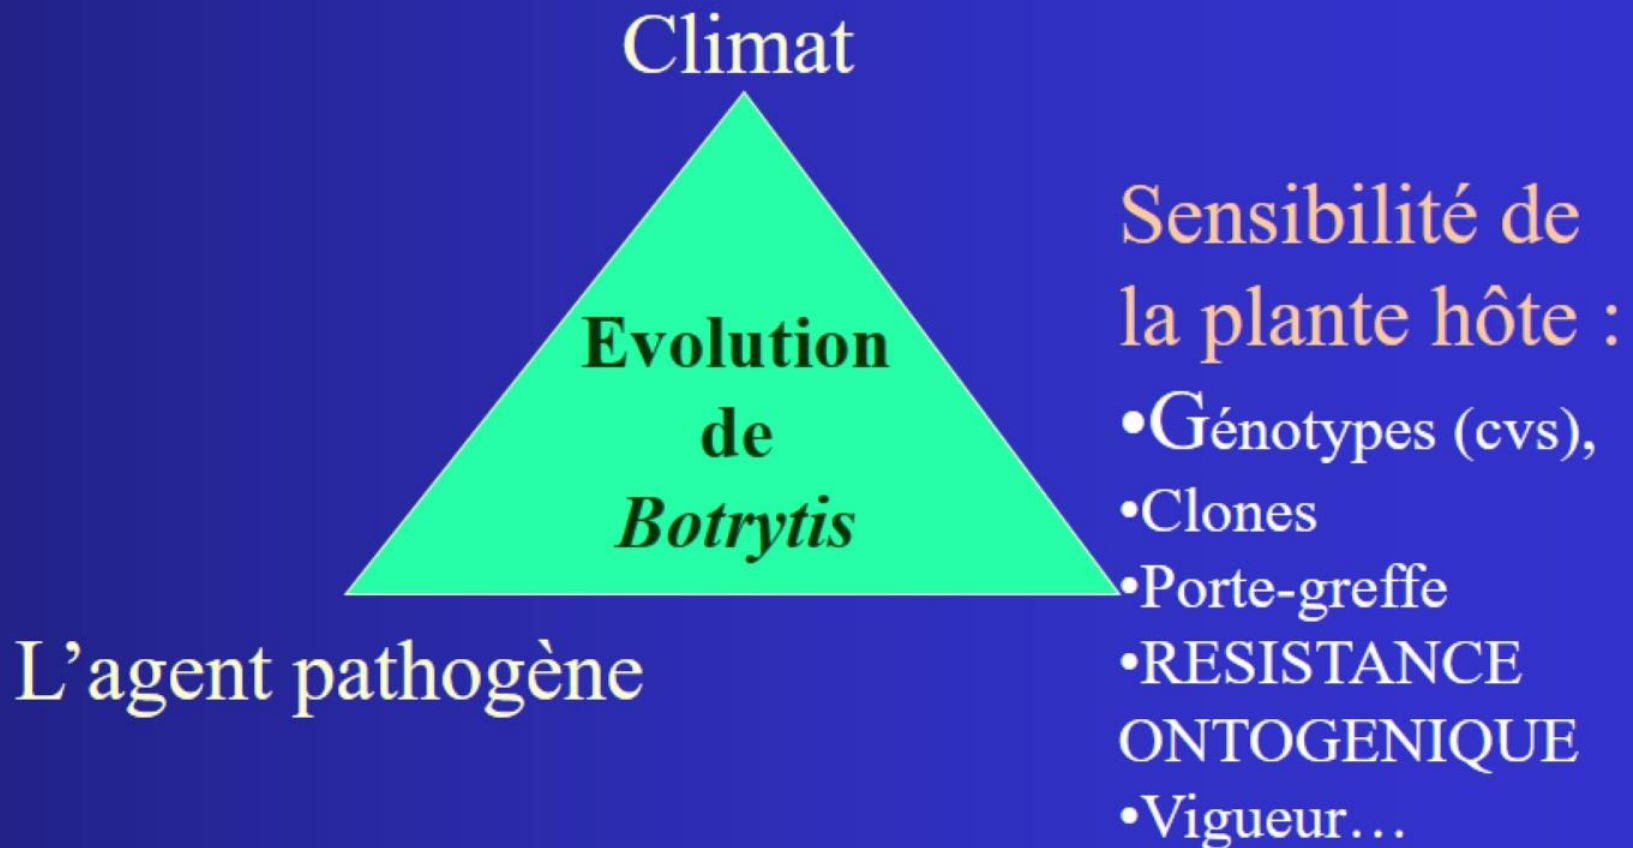 Climat
Evolution
de
Botrytis
L’agent pathogène
Sensibilité de
la plante hôte :
•Génotypes (cvs),
•Clones
•Porte-greffe
•RESISTANCE
ONTOGENIQUE
•Vigueur…